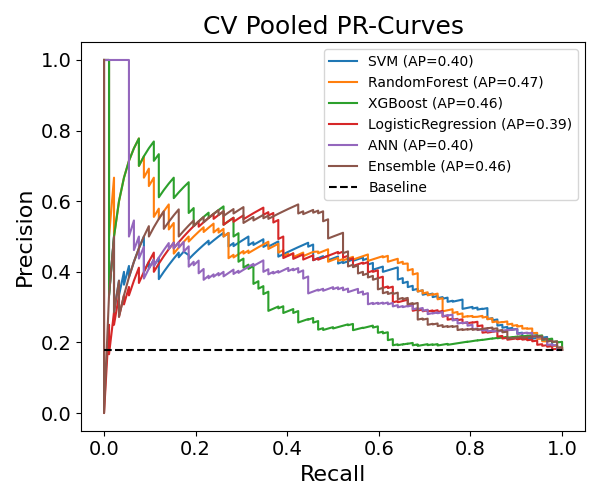 CV Pooled PR-Curves
Precision
1.0
0.8
0.6
0.4
0.2
0.0
SVM (AP=0.40)
RandomForest (AP=0.47)
XGBoost (AP=0.46)
LogisticRegression (AP=0.39)
ANN (AP=0.40)
Ensemble (AP=0.46)
Baseline
0.0 0.2 0.4 0.6 0.8 1.0
Recall